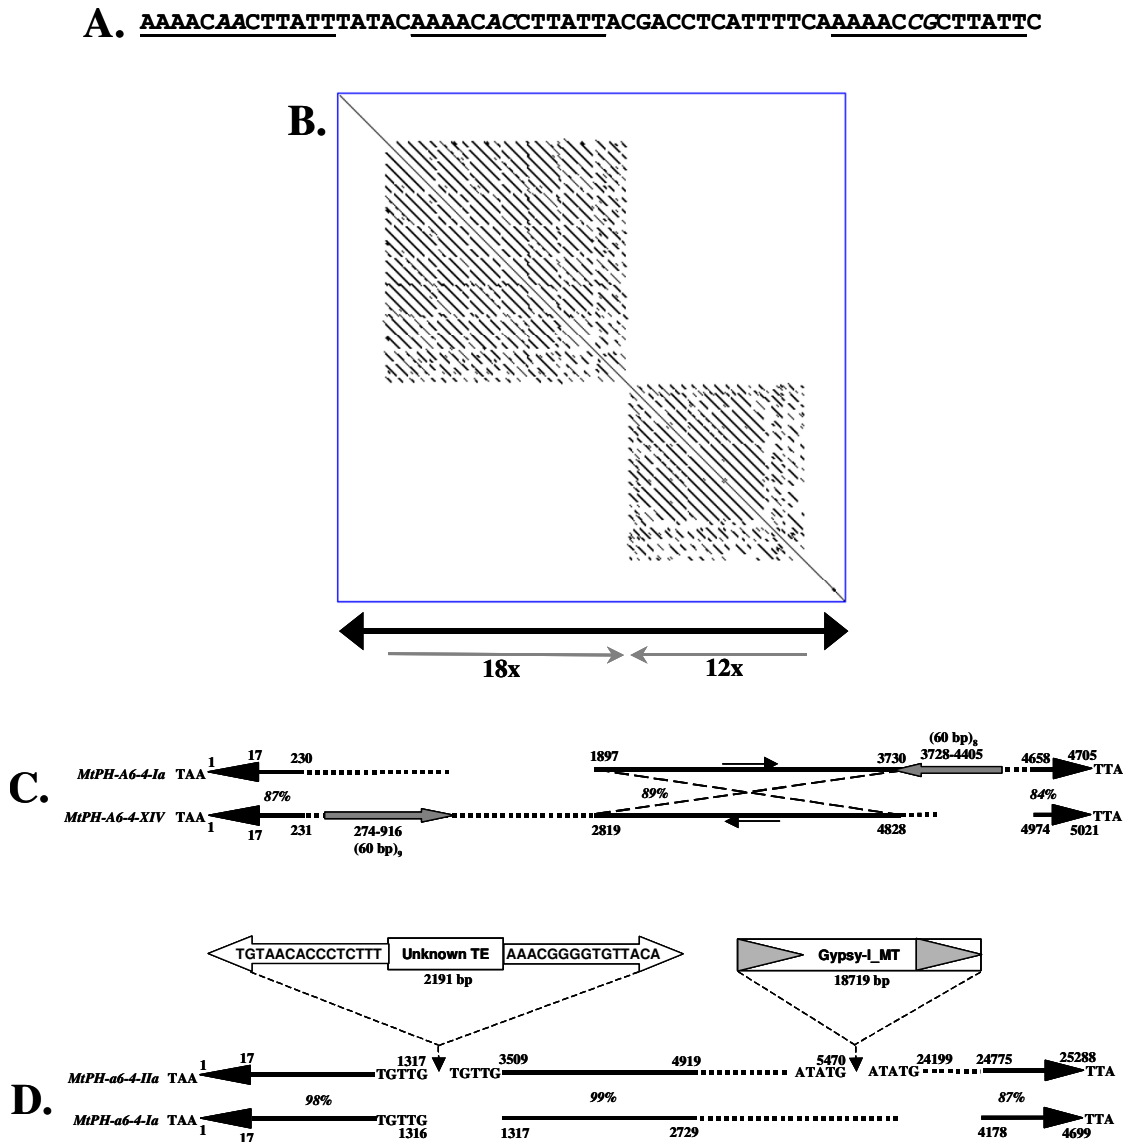 A. AAAACAACTTATTTATACAAAACACCTTATTACGACCTCATTTTCAAAAACCGCTTATTC
B.
18x 12x
C.
(60 bp)8
1 17 230 1897 3730 3728-4405 4658 4705
MtPH-A6-4-Ia TAA TTA
87% 89% 84%
MtPH-A6-4-XIV TAA TTA
1 17 231 274-916 2819 4828 4974 5021
(60 bp)9
TGTAACACCCTCTTT Unknown TE AAACGGGGTGTTACA Gypsy-I_MT
2191 bp 18719 bp
1 17 1317 3509 4919 5470 24199 24775 25288
MtPH-a6-4-IIa TAA TGTTG TGTTG ATATG ATATG TTA
D.
98% 99% 87%
MtPH-a6-4-Ia TAA TGTTG TTA
1 17 1316 1317 2729 4178 4699